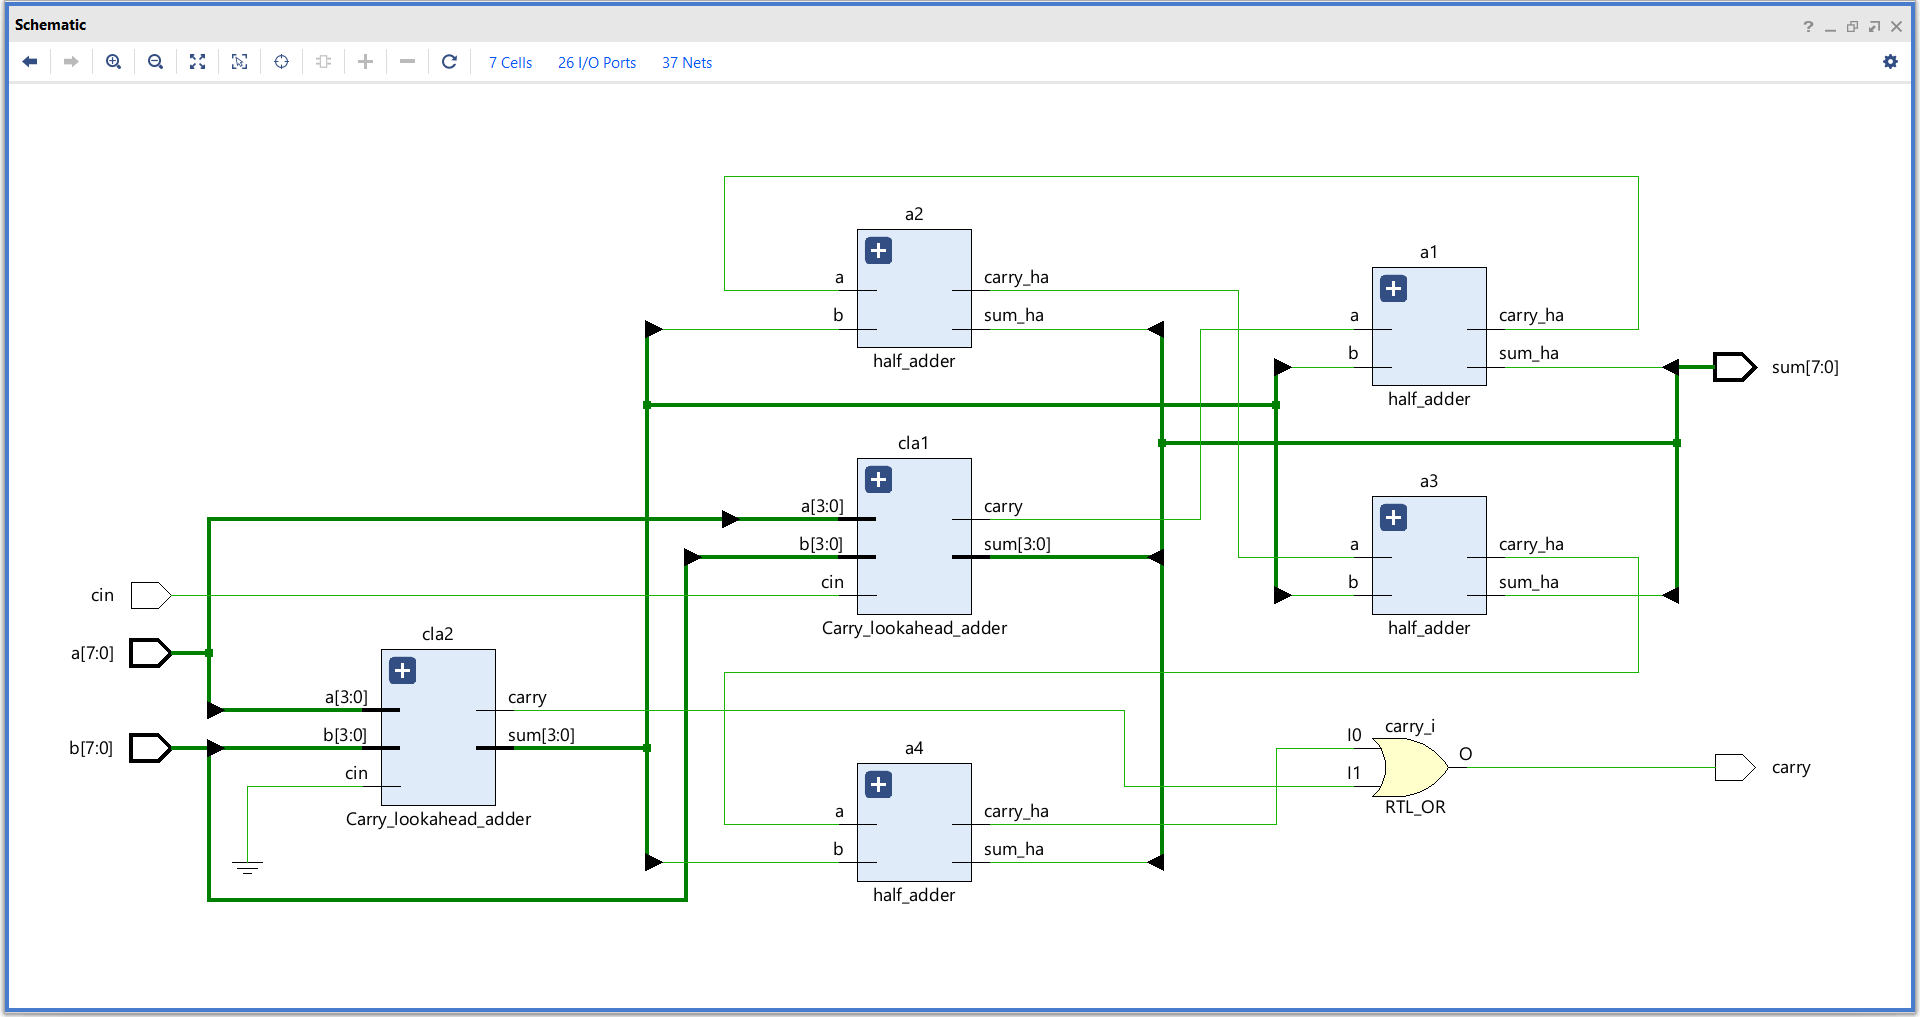 Schematic
7 Cells
26 I/O Ports
37 Nets
a2
a
b
carry_ha
sum_ha
half_adder
a1
a
b
carry_ha
sum_ha
half_adder
sum[7:0]
cla1
a[3:0]
b[3:0]
cin
carry
sum[3:0]
Carry_lookahead_adder
a3
a
b
carry_ha
sum_ha
half_adder
cin
a[7:0]
b[7:0]
cla2
a[3:0]
b[3:0]
cin
carry
sum[3:0]
Carry_lookahead_adder
a4
a
b
carry_ha
sum_ha
half_adder
carry_i
I0
I1
O
RTL_OR
carry